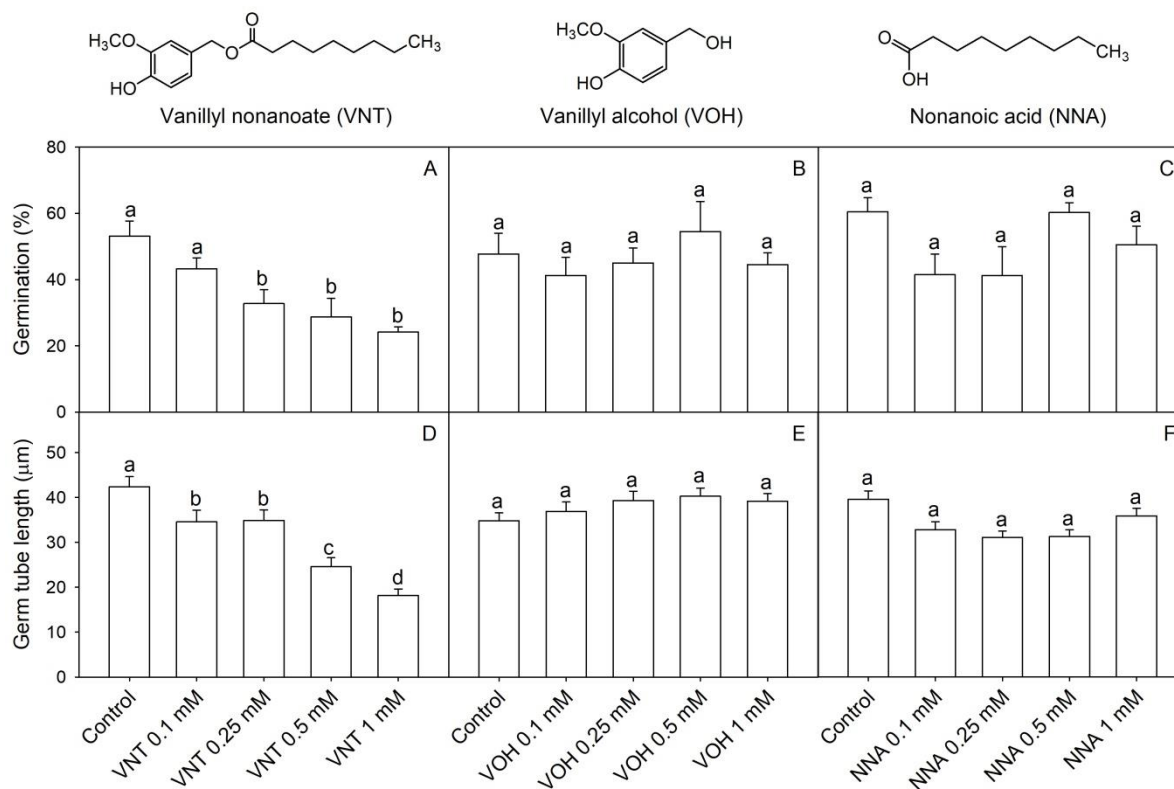 H₃CO
O
O
CH₃
HO
H₃CO
OH
HO
O
OH
CH₃
Vanillyl nonanoate (VNT)
Vanillyl alcohol (VOH)
Nonanoic acid (NNA)
Germination (%)
80
60
40
20
0
A
a
a
b
b
b
B
a
a
a
a
a
C
a
a
a
a
a
Germ tube length (μm)
50
40
30
20
10
0
D
a
b
b
c
d
E
a
a
a
a
a
F
a
a
a
a
a
Control
VNT 0.1 mM
VNT 0.25 mM
VNT 0.5 mM
VNT 1 mM
Control
VOH 0.1 mM
VOH 0.25 mM
VOH 0.5 mM
VOH 1 mM
Control
NNA 0.1 mM
NNA 0.25 mM
NNA 0.5 mM
NNA 1 mM